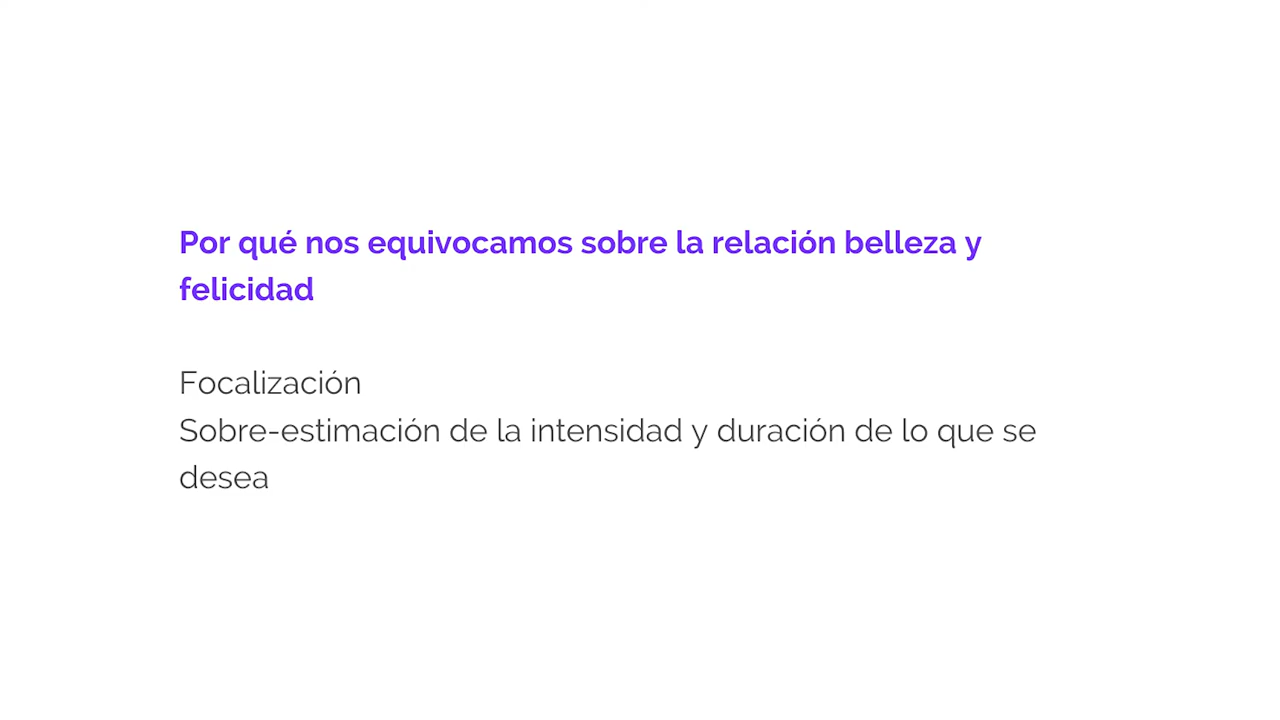 Por qué nos equivocamos sobre la relación belleza y
felicidad
Focalización
Sobre-estimación de la intensidad y duración de lo que se
desea